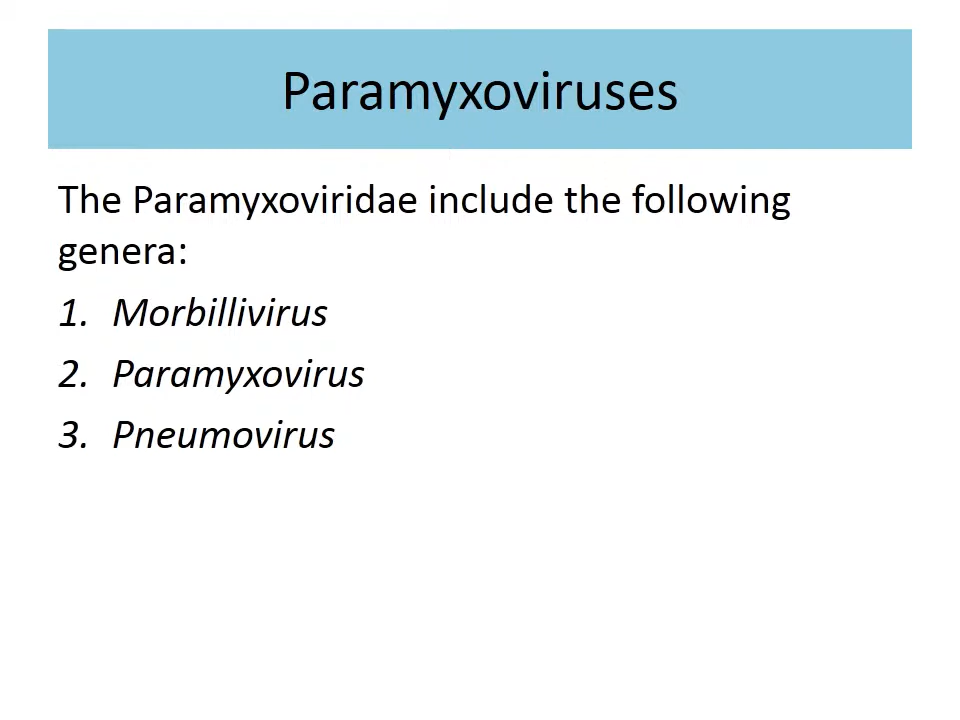 Paramyxoviruses
The Paramyxoviridae include the following
genera:
1. Morbillivirus
2. Paramyxovirus
3. Pneumovirus